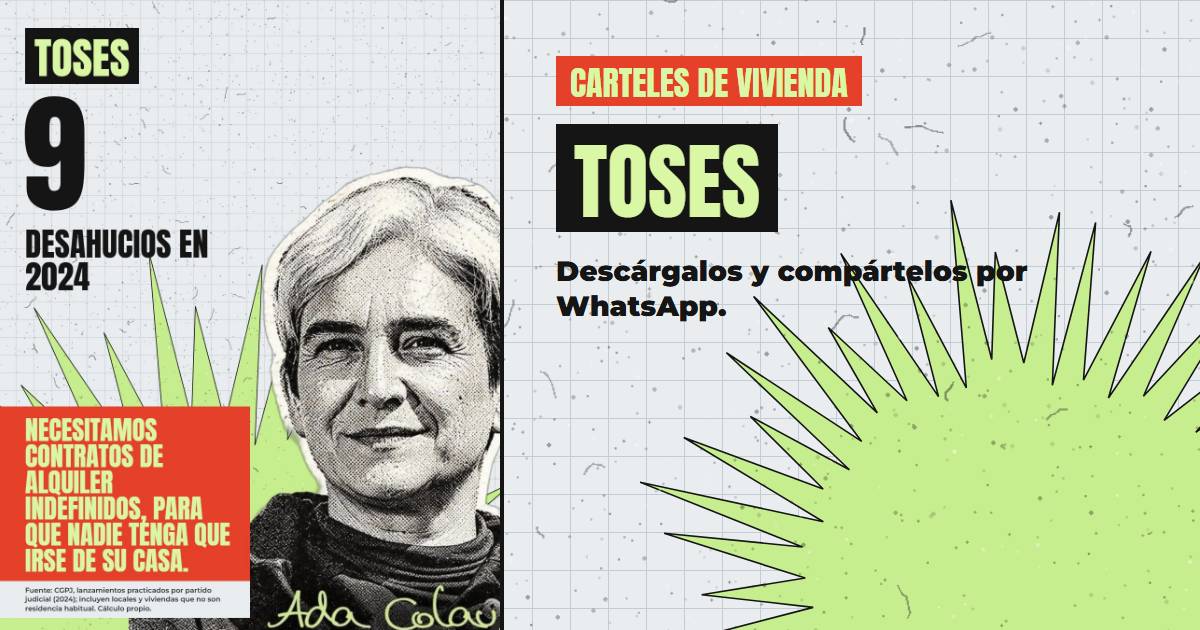 TOSES
9
DESAHUCIOS EN
2024
NECESITAMOS
CONTRATOS DE
ALQUILER
INDEFINIDOS, PARA
QUE NADIE TENGA QUE
IRSE DE SU CASA.
Fuente: CGPJ, lanzamientos practicados por partido
judicial (2024); incluyen locales y viviendas que no son
residencia habitual. Cálculo propio.
Ada Colau
CARTELES DE VIVIENDA
TOSES
Descárgalos y compártelos por
WhatsApp.